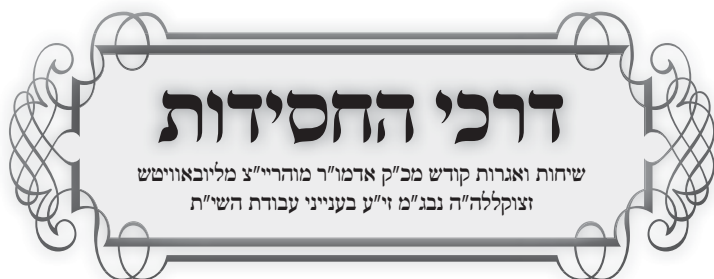 דרכי החסידות
שיחות ואגרות קודש מכ"ק אדמו"ר מוהריי"צ מליובאוויטש
זצוקללה"ה נבג"מ זי"ע בענייני עבודת השי"ת